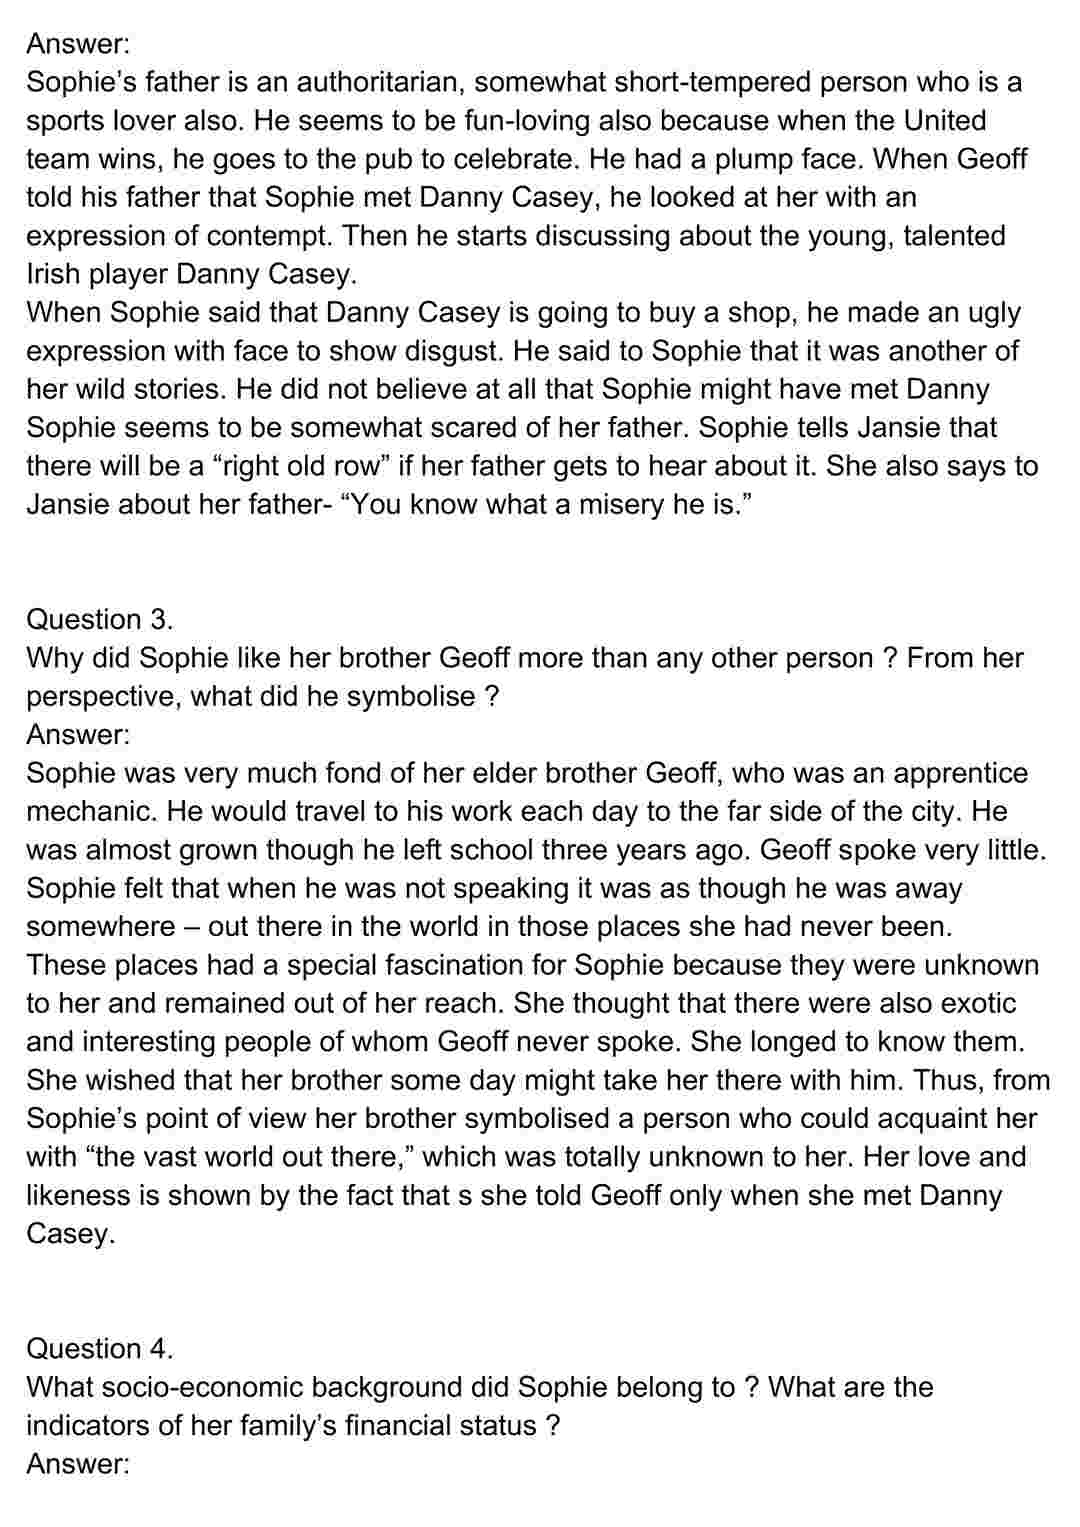 Answer:
Sophie’s father is an authoritarian, somewhat short-tempered person who is a
sports lover also. He seems to be fun-loving also because when the United
team wins, he goes to the pub to celebrate. He had a plump face. When Geoff
told his father that Sophie met Danny Casey, he looked at her with an
expression of contempt. Then he starts discussing about the young, talented
Irish player Danny Casey.
When Sophie said that Danny Casey is going to buy a shop, he made an ugly
expression with face to show disgust. He said to Sophie that it was another of
her wild stories. He did not believe at all that Sophie might have met Danny
Sophie seems to be somewhat scared of her father. Sophie tells Jansie that
there will be a “right old row” if her father gets to hear about it. She also says to
Jansie about her father- “You know what a misery he is.”
Question 3.
Why did Sophie like her brother Geoff more than any other person ? From her
perspective, what did he symbolise ?
Answer:
Sophie was very much fond of her elder brother Geoff, who was an apprentice
mechanic. He would travel to his work each day to the far side of the city. He
was almost grown though he left school three years ago. Geoff spoke very little.
Sophie felt that when he was not speaking it was as though he was away
somewhere – out there in the world in those places she had never been.
These places had a special fascination for Sophie because they were unknown
to her and remained out of her reach. She thought that there were also exotic
and interesting people of whom Geoff never spoke. She longed to know them.
She wished that her brother some day might take her there with him. Thus, from
Sophie’s point of view her brother symbolised a person who could acquaint her
with “the vast world out there,” which was totally unknown to her. Her love and
likeness is shown by the fact that s she told Geoff only when she met Danny
Casey.
Question 4.
What socio-economic background did Sophie belong to ? What are the
indicators of her family’s financial status ?
Answer: